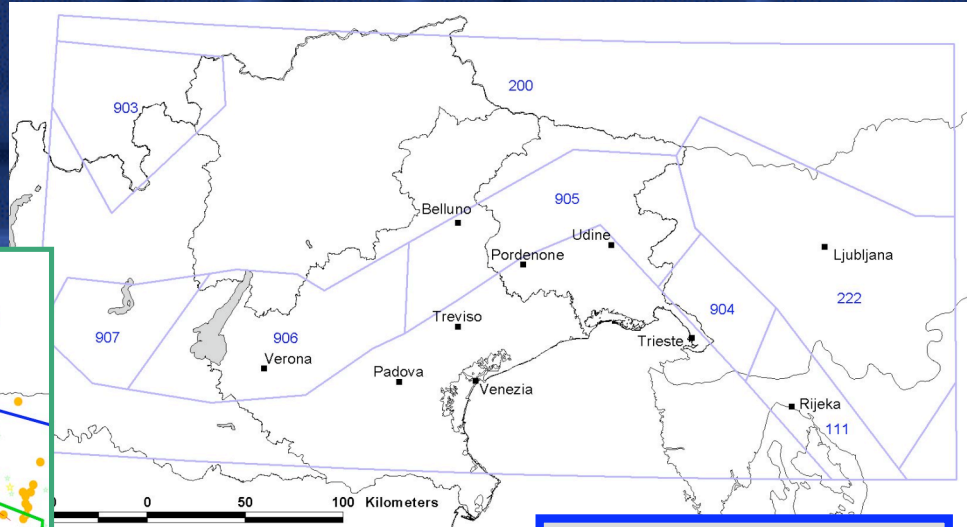 200
903
Belluno
905
Udine
Pordenone
Ljubljana
222
904
907
906
Treviso
Trieste
Verona
Padova
Venezia
Rijeka
111
0 50 100 Kilometers